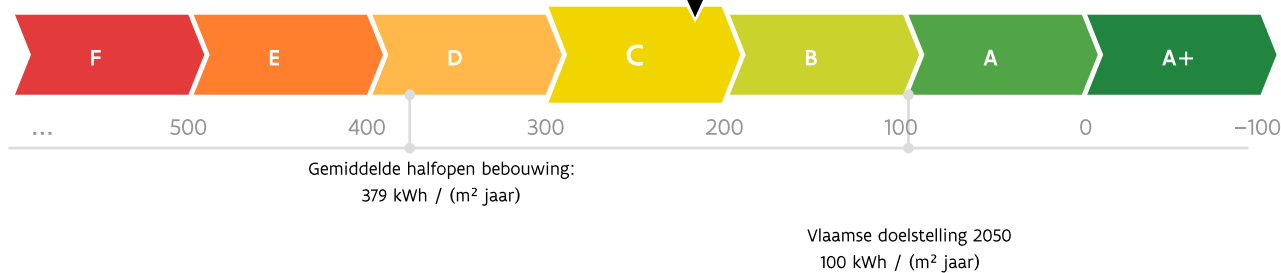 F E D C B A A+
... 500 400 300 200 100 0 −100
Gemiddelde halfopen bebouwing:
379 kWh / (m² jaar)
Vlaamse doelstelling 2050
100 kWh / (m² jaar)